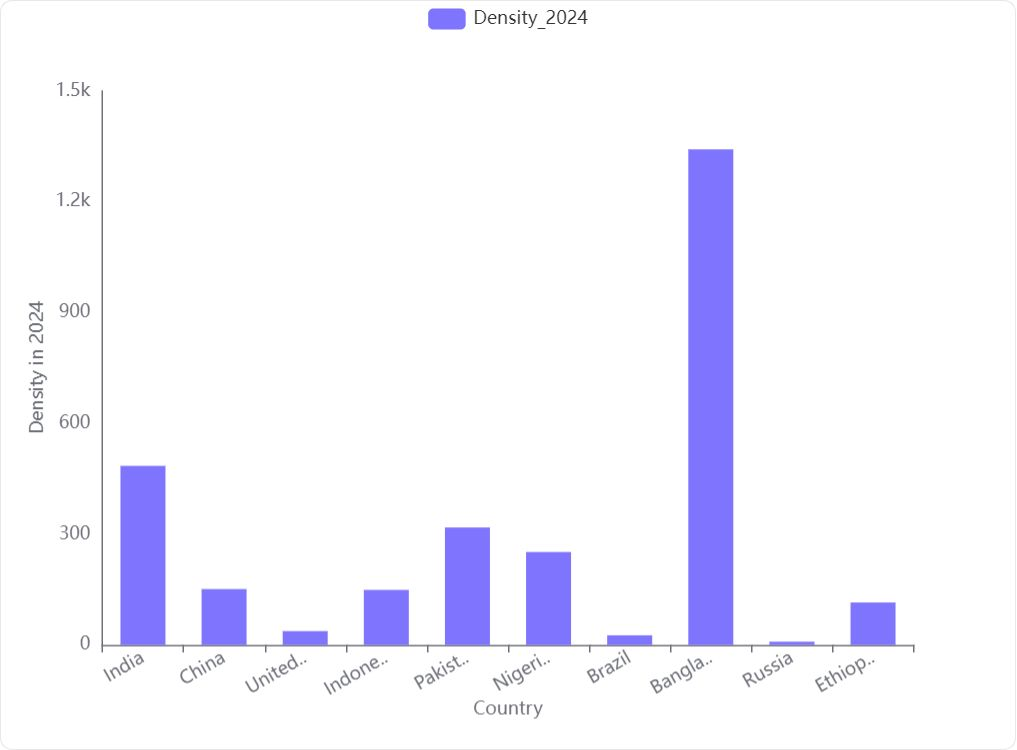 Density_2024
1.5k
1.2k
900
600
300
0
Density in 2024
India
China
United..
Indone..
Pakist..
Nigeri..
Brazil
Bangla..
Russia
Ethiop..
Country